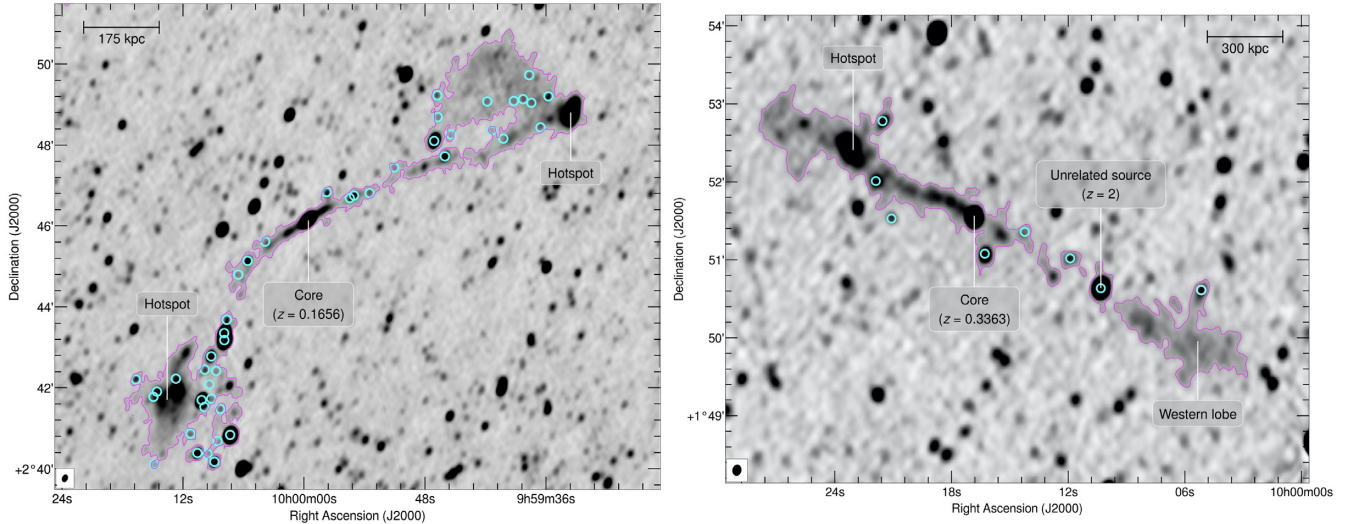 175 kpc
50'
48'
46'
44'
42'
+2°40'
Hotspot
Core
(z = 0.1656)
Hotspot
24s
12s
10h00m00s
48s
9h59m36s
Right Ascension (J2000)
Declination (J2000)
300 kpc
54'
53'
52'
51'
50'
+1°49'
Hotspot
Unrelated source
(z = 2)
Core
(z = 0.3363)
Western lobe
24s
18s
12s
06s
10h00m00s
Right Ascension (J2000)
Declination (J2000)